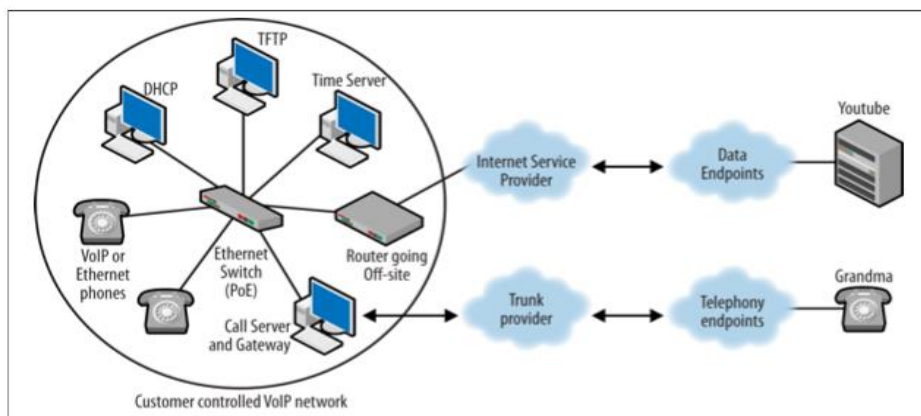 TFTP
DHCP
Time Server
VoIP or
Ethernet
phones
Ethernet
Switch
(PoE)
Router going
Off-site
Call Server
and Gateway
Customer controlled VoIP network
Internet Service
Provider
Data
Endpoints
Youtube
Trunk
provider
Telephony
endpoints
Grandma